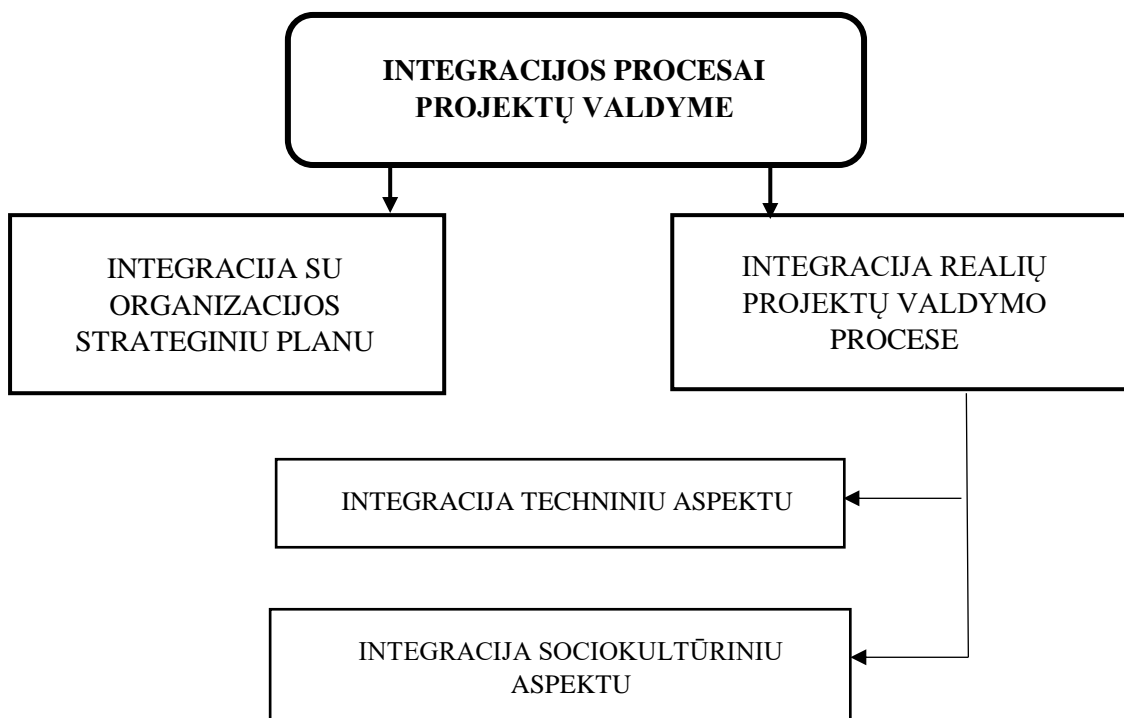 INTEGRACIJOS PROCESAI
PROJEKTŲ VALDYME
INTEGRACIJA SU
ORGANIZACIJOS
STRATEGINIU PLANU
INTEGRACIJA REALIŲ
PROJEKTŲ VALDYMO
PROCESE
INTEGRACIJA TECHNINIU ASPEKTU
INTEGRACIJA SOCIOKULTŪRINIU
ASPEKTU